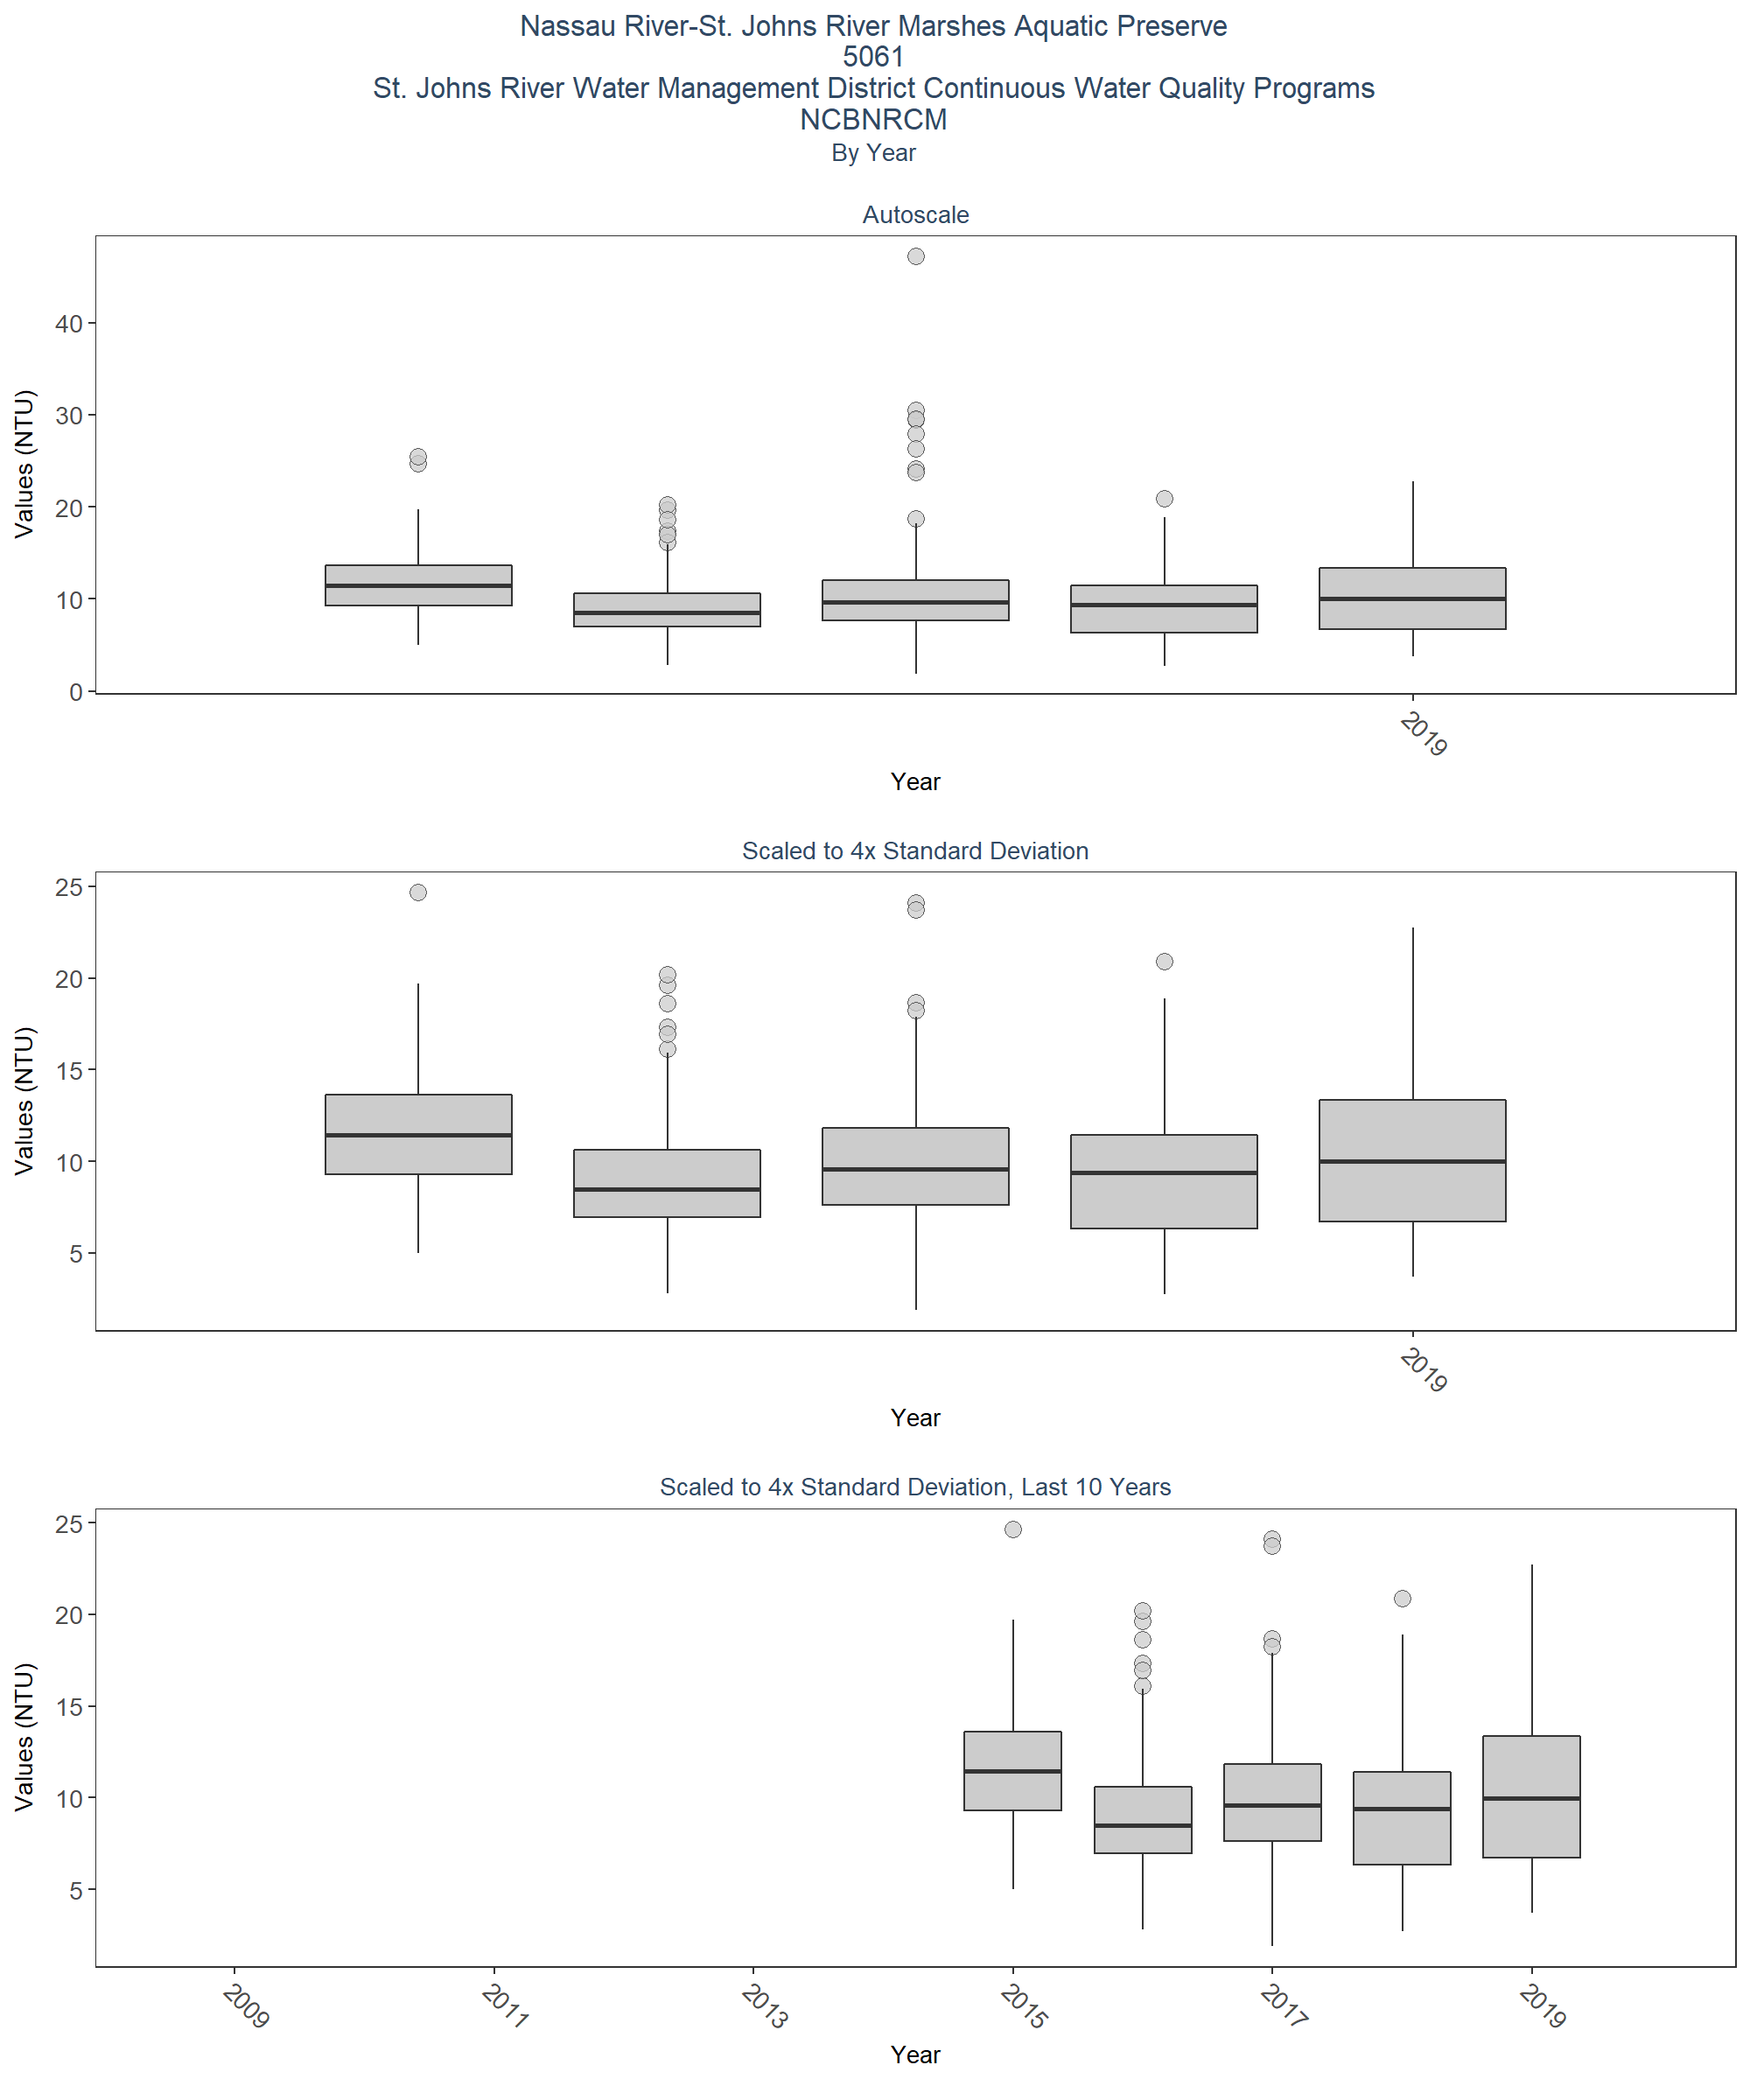 Nassau River-St. Johns River Marshes Aquatic Preserve
5061
St. Johns River Water Management District Continuous Water Quality Programs
NCBNRCM
By Year
Autoscale
Values (NTU)
40
30
20
10
0
2019
Year
Scaled to 4x Standard Deviation
Values (NTU)
25
20
15
10
5
2019
Year
Scaled to 4x Standard Deviation, Last 10 Years
Values (NTU)
25
20
15
10
5
2009 2011 2013 2015 2017 2019
Year